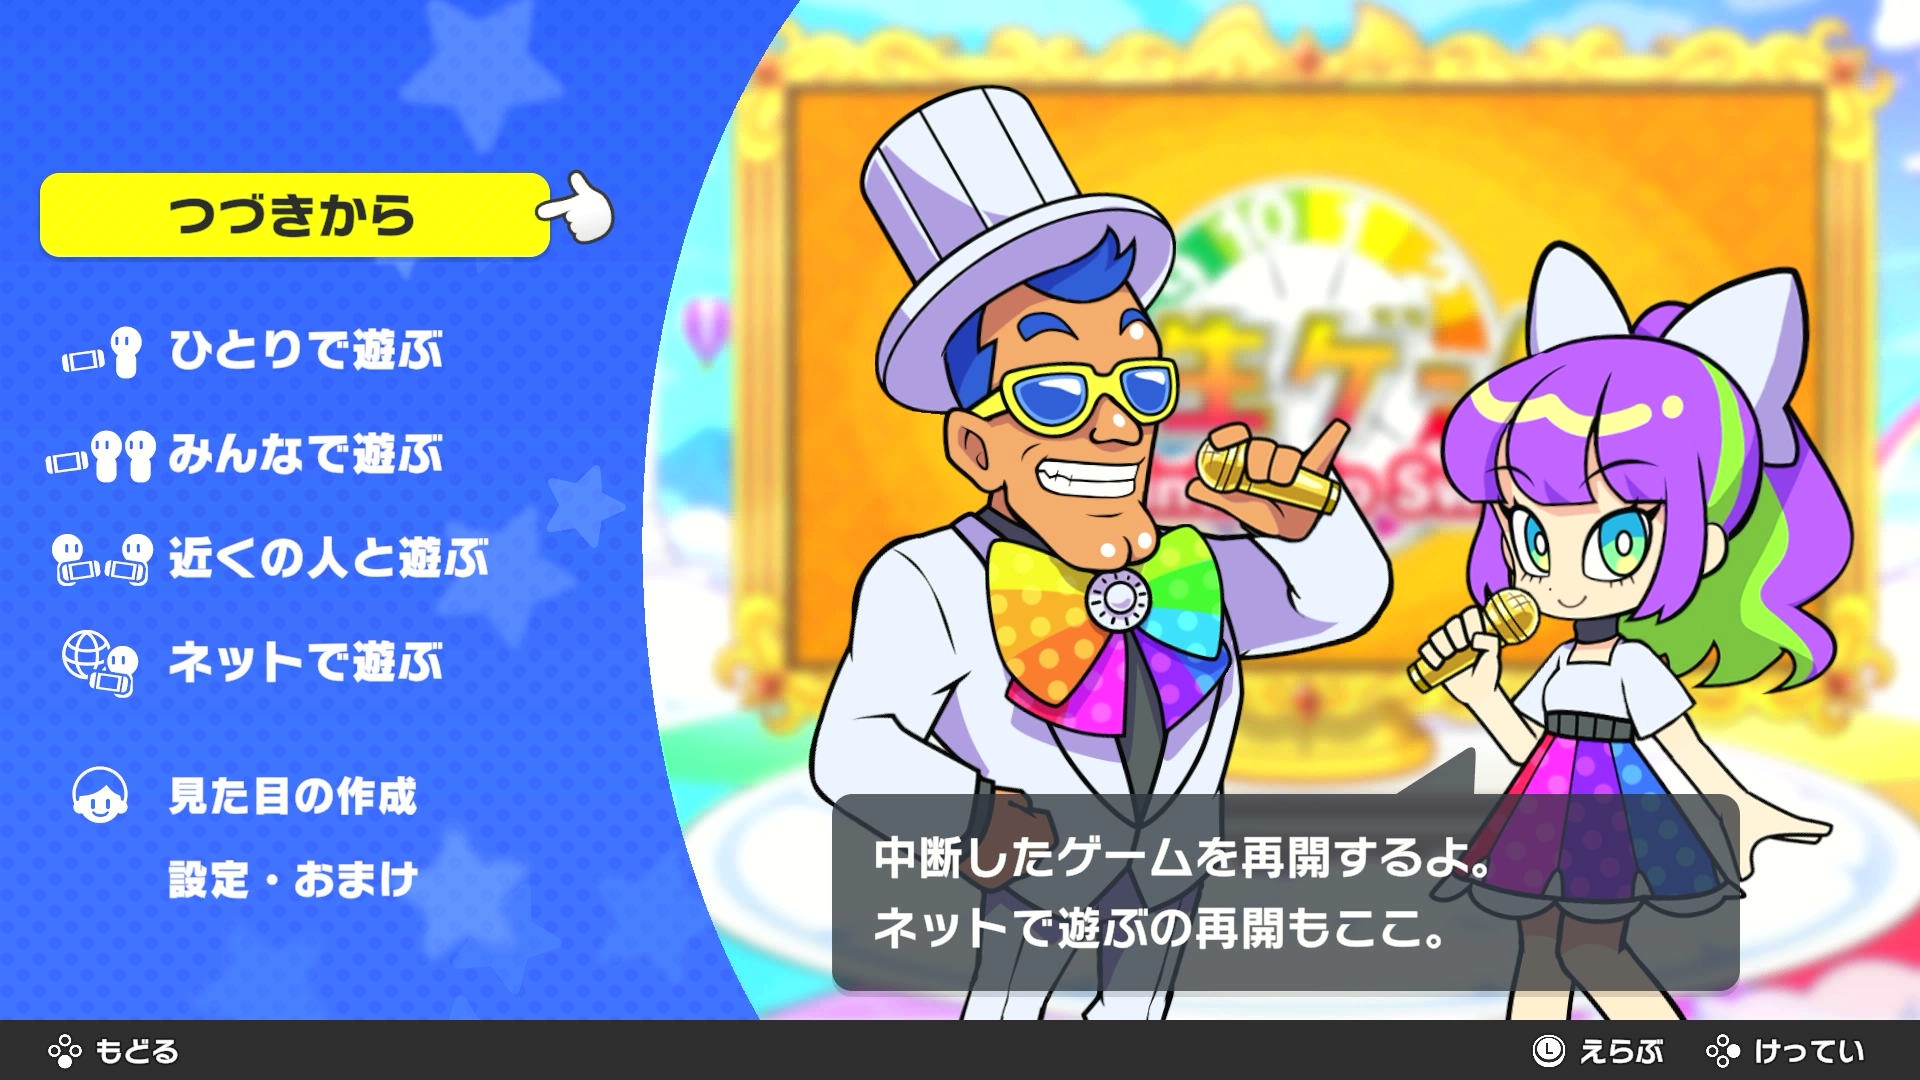 つづきから
ひとりで遊ぶ
みんなで遊ぶ
近くの人と遊ぶ
ネットで遊ぶ
見た目の作成
設定・おまけ
10
生ゲー
中断したゲームを再開するよ。
ネットで遊ぶの再開もここ。
もどる
L えらぶ
けってい